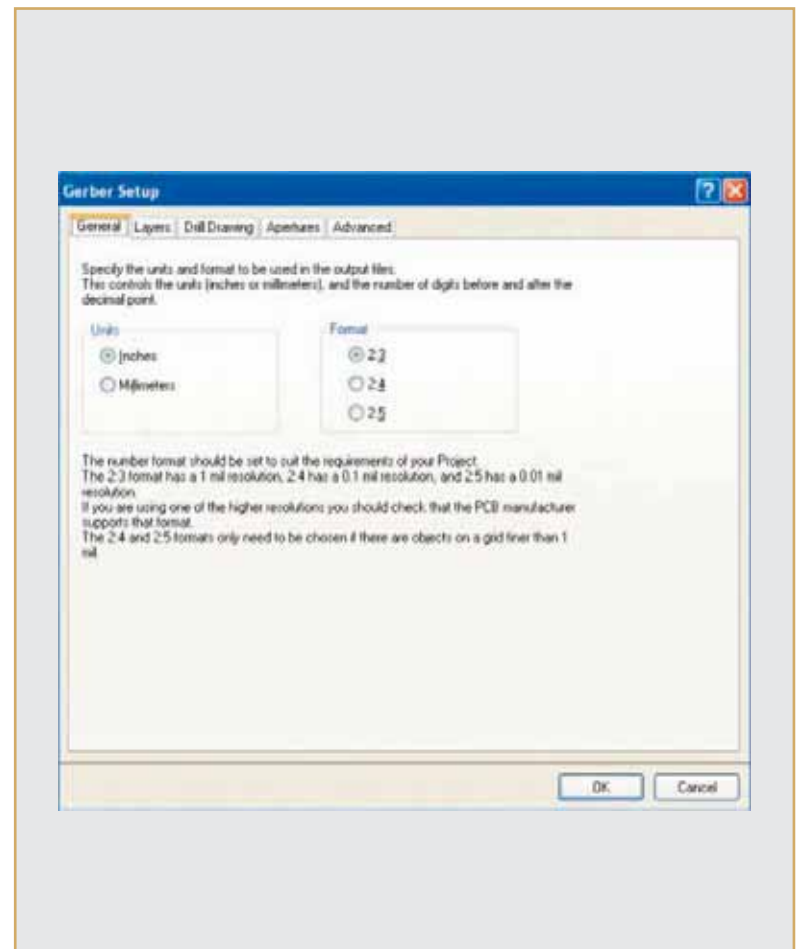 Gerber Setup
General Layers Drill Drawing Apertures Advanced
Specify the units and format to be used in the output files.
This controls the units (inches or millimeters), and the number of digits before and after the
decimal point.
Units
Format
Inches
2:3
Millimeters
2:4
2:5
The number format should be set to suit the requirements of your Project.
The 2:3 format has a 1 mil resolution, 2:4 has a 0.1 mil resolution, and 2:5 has a 0.01 mil
resolution.
If you are using one of the higher resolutions you should check that the PCB manufacturer
supports that format.
The 2:4 and 2:5 formats only need to be chosen if there are objects on a grid finer than 1
mil.
OK Cancel